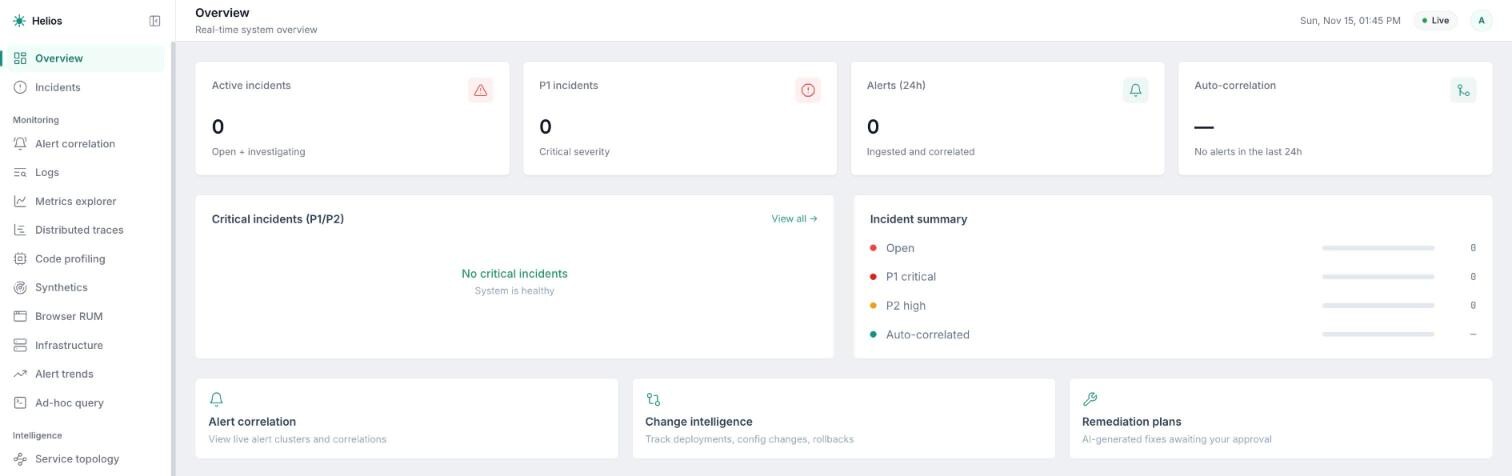 Helios
Overview
Incidents
Monitoring
Alert correlation
Logs
Metrics explorer
Distributed traces
Code profiling
Synthetics
Browser RUM
Infrastructure
Alert trends
Ad-hoc query
Intelligence
Service topology
Overview
Real-time system overview
Sun, Nov 15, 01:45 PM
Live
A
Active incidents
0
Open + investigating
P1 incidents
0
Critical severity
Alerts (24h)
0
Ingested and correlated
Auto-correlation
—
No alerts in the last 24h
Critical incidents (P1/P2)
View all →
No critical incidents
System is healthy
Incident summary
Open 0
P1 critical 0
P2 high 0
Auto-correlated —
Alert correlation
View live alert clusters and correlations
Change intelligence
Track deployments, config changes, rollbacks
Remediation plans
AI-generated fixes awaiting your approval